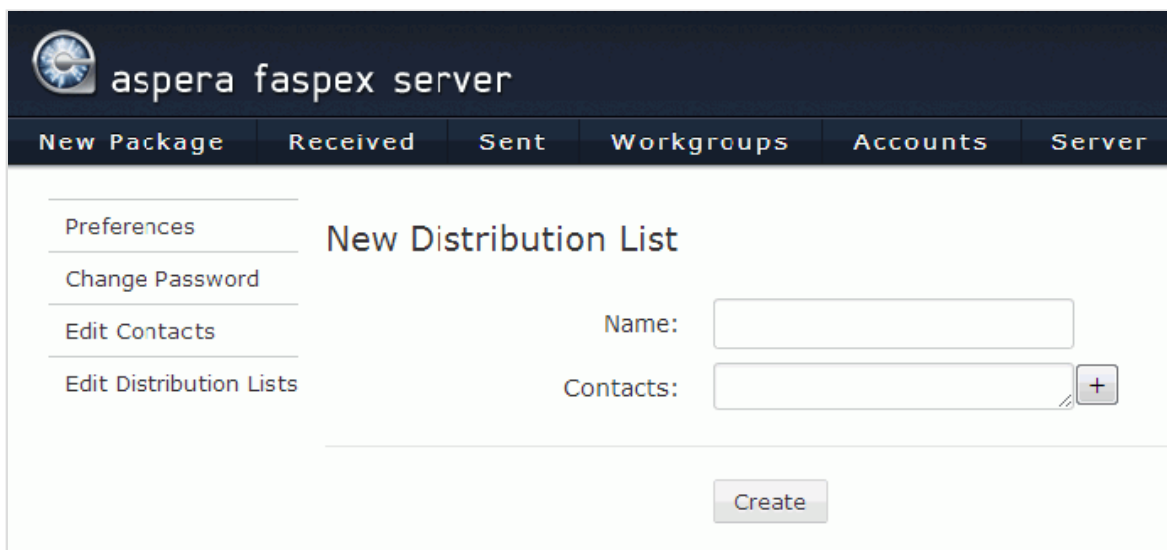 aspera faspex server
New Package Received Sent Workgroups Accounts Server
Preferences
Change Password
Edit Contacts
Edit Distribution Lists
New Distribution List
Name:
Contacts: +
Create